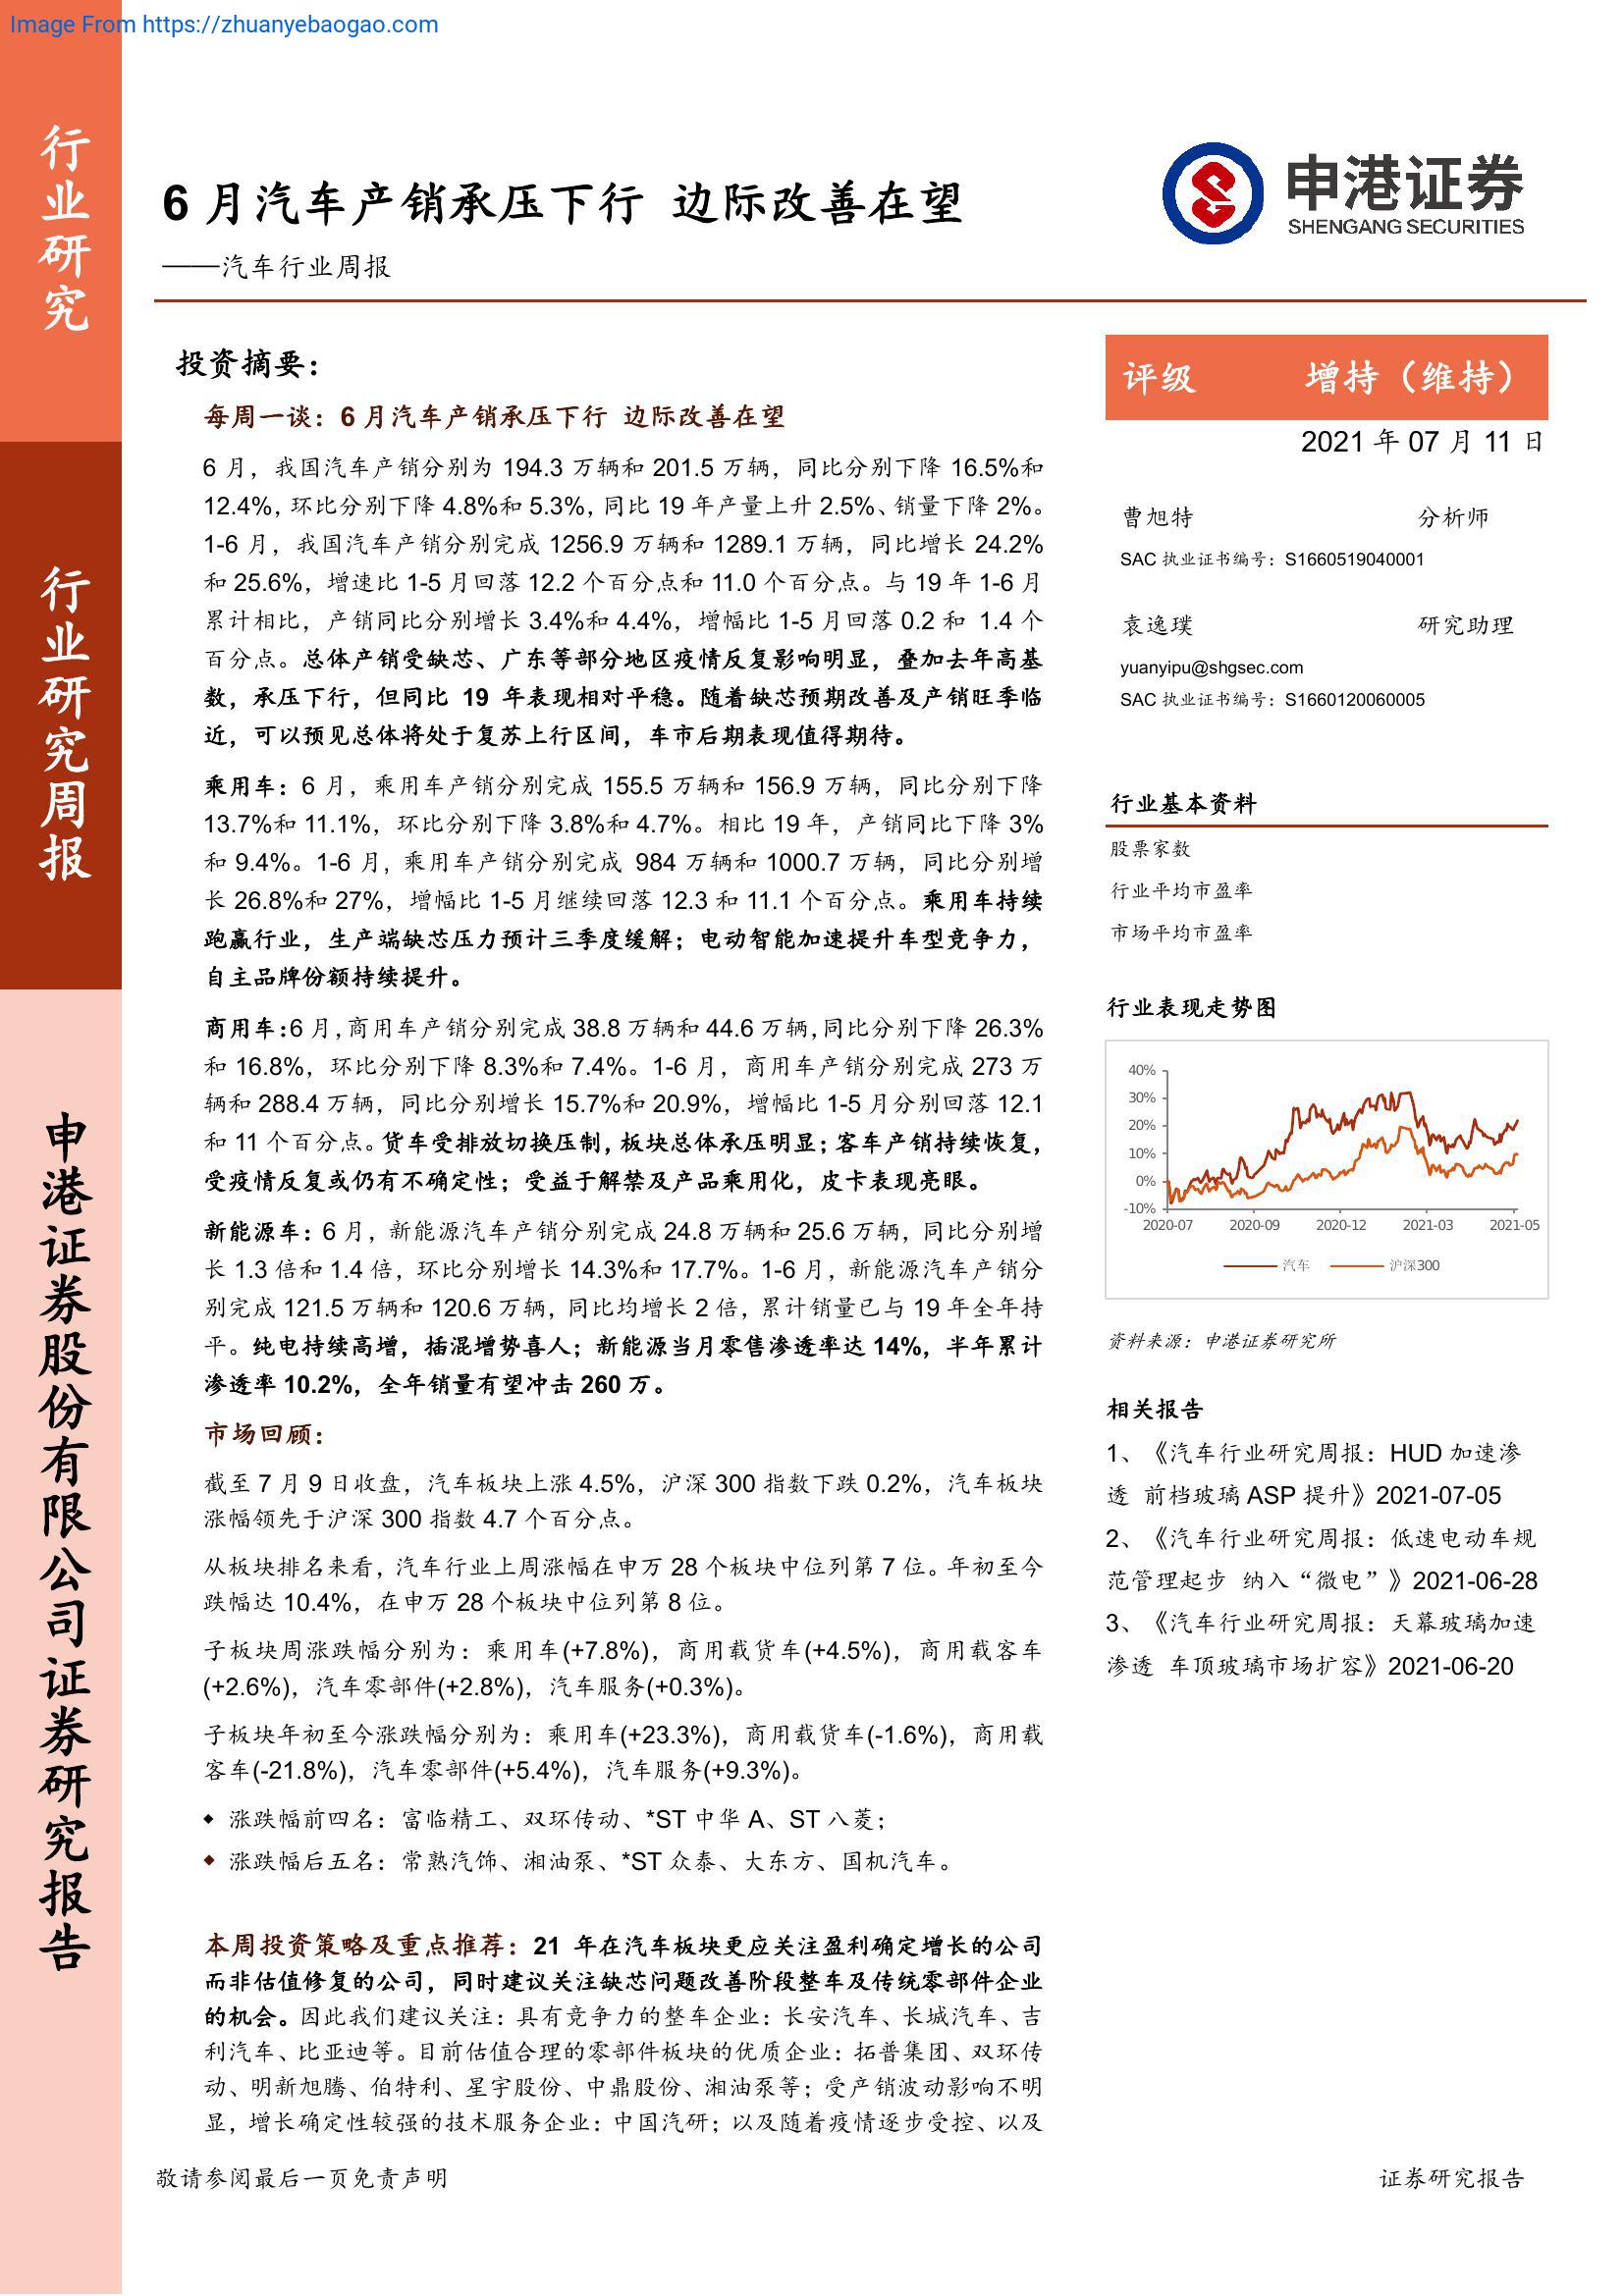 Image From https://zhuanyebaogao.com
行业研究
行业研究周报
申港证券股份有限公司证券研究报告
6 月汽车产销承压下行 边际改善在望
——汽车行业周报
申港证券
SHENGANG SECURITIES
投资摘要：
每周一谈：6 月汽车产销承压下行 边际改善在望
6 月，我国汽车产销分别为 194.3 万辆和 201.5 万辆，同比分别下降 16.5%和
12.4%，环比分别下降 4.8%和 5.3%，同比 19 年产量上升 2.5%、销量下降 2%。
1-6 月，我国汽车产销分别完成 1256.9 万辆和 1289.1 万辆，同比增长 24.2%
和 25.6%，增速比 1-5 月回落 12.2 个百分点和 11.0 个百分点。与 19 年 1-6 月
累计相比，产销同比分别增长 3.4%和 4.4%，增幅比 1-5 月回落 0.2 和 1.4 个
百分点。总体产销受缺芯、广东等部分地区疫情反复影响明显，叠加去年高基
数，承压下行，但同比 19 年表现相对平稳。随着缺芯预期改善及产销旺季临
近，可以预见总体将处于复苏上行区间，车市后期表现值得期待。
乘用车：6 月，乘用车产销分别完成 155.5 万辆和 156.9 万辆，同比分别下降
13.7%和 11.1%，环比分别下降 3.8%和 4.7%。相比 19 年，产销同比下降 3%
和 9.4%。1-6 月，乘用车产销分别完成 984 万辆和 1000.7 万辆，同比分别增
长 26.8%和 27%，增幅比 1-5 月继续回落 12.3 和 11.1 个百分点。乘用车持续
跑赢行业，生产端缺芯压力预计三季度缓解；电动智能加速提升车型竞争力，
自主品牌份额持续提升。
商用车：6 月，商用车产销分别完成 38.8 万辆和 44.6 万辆，同比分别下降 26.3%
和 16.8%，环比分别下降 8.3%和 7.4%。1-6 月，商用车产销分别完成 273 万
辆和 288.4 万辆，同比分别增长 15.7%和 20.9%，增幅比 1-5 月分别回落 12.1
和 11 个百分点。货车受排放切换压制，板块总体承压明显；客车产销持续恢复，
受疫情反复或仍有不确定性；受益于解禁及产品乘用化，皮卡表现亮眼。
新能源车：6 月，新能源汽车产销分别完成 24.8 万辆和 25.6 万辆，同比分别增
长 1.3 倍和 1.4 倍，环比分别增长 14.3%和 17.7%。1-6 月，新能源汽车产销分
别完成 121.5 万辆和 120.6 万辆，同比均增长 2 倍，累计销量已与 19 年全年持
平。纯电持续高增，插混增势喜人；新能源当月零售渗透率达 14%，半年累计
渗透率 10.2%，全年销量有望冲击 260 万。
市场回顾：
截至 7 月 9 日收盘，汽车板块上涨 4.5%，沪深 300 指数下跌 0.2%，汽车板块
涨幅领先于沪深 300 指数 4.7 个百分点。
从板块排名来看，汽车行业上周涨幅在申万 28 个板块中位列第 7 位。年初至今
跌幅达 10.4%，在申万 28 个板块中位列第 8 位。
子板块周涨跌幅分别为：乘用车(+7.8%)，商用载货车(+4.5%)，商用载客车
(+2.6%)，汽车零部件(+2.8%)，汽车服务(+0.3%)。
子板块年初至今涨跌幅分别为：乘用车(+23.3%)，商用载货车(-1.6%)，商用载
客车(-21.8%)，汽车零部件(+5.4%)，汽车服务(+9.3%)。
◆ 涨跌幅前四名：富临精工、双环传动、*ST 中华 A、ST 八菱；
◆ 涨跌幅后五名：常熟汽饰、湘油泵、*ST 众泰、大东方、国机汽车。
本周投资策略及重点推荐：21 年在汽车板块更应关注盈利确定增长的公司
而非估值修复的公司，同时建议关注缺芯问题改善阶段整车及传统零部件企业
的机会。因此我们建议关注：具有竞争力的整车企业：长安汽车、长城汽车、吉
利汽车、比亚迪等。目前估值合理的零部件板块的优质企业：拓普集团、双环传
动、明新旭腾、伯特利、星宇股份、中鼎股份、湘油泵等；受产销波动影响不明
显，增长确定性较强的技术服务企业：中国汽研；以及随着疫情逐步受控、以及
评级 增持（维持）
2021 年 07 月 11 日
曹旭特 分析师
SAC 执业证书编号：S1660519040001
袁逸璞 研究助理
yuanyipu@shgsec.com
SAC 执业证书编号：S1660120060005
行业基本资料
股票家数
行业平均市盈率
市场平均市盈率
行业表现走势图
40%
30%
20%
10%
0%
-10%
2020-07 2020-09 2020-12 2021-03 2021-05
汽车 沪深300
资料来源：申港证券研究所
相关报告
1、《汽车行业研究周报：HUD 加速渗
透 前档玻璃 ASP 提升》2021-07-05
2、《汽车行业研究周报：低速电动车规
范管理起步 纳入“微电”》2021-06-28
3、《汽车行业研究周报：天幕玻璃加速
渗透 车顶玻璃市场扩容》2021-06-20
敬请参阅最后一页免责声明
证券研究报告